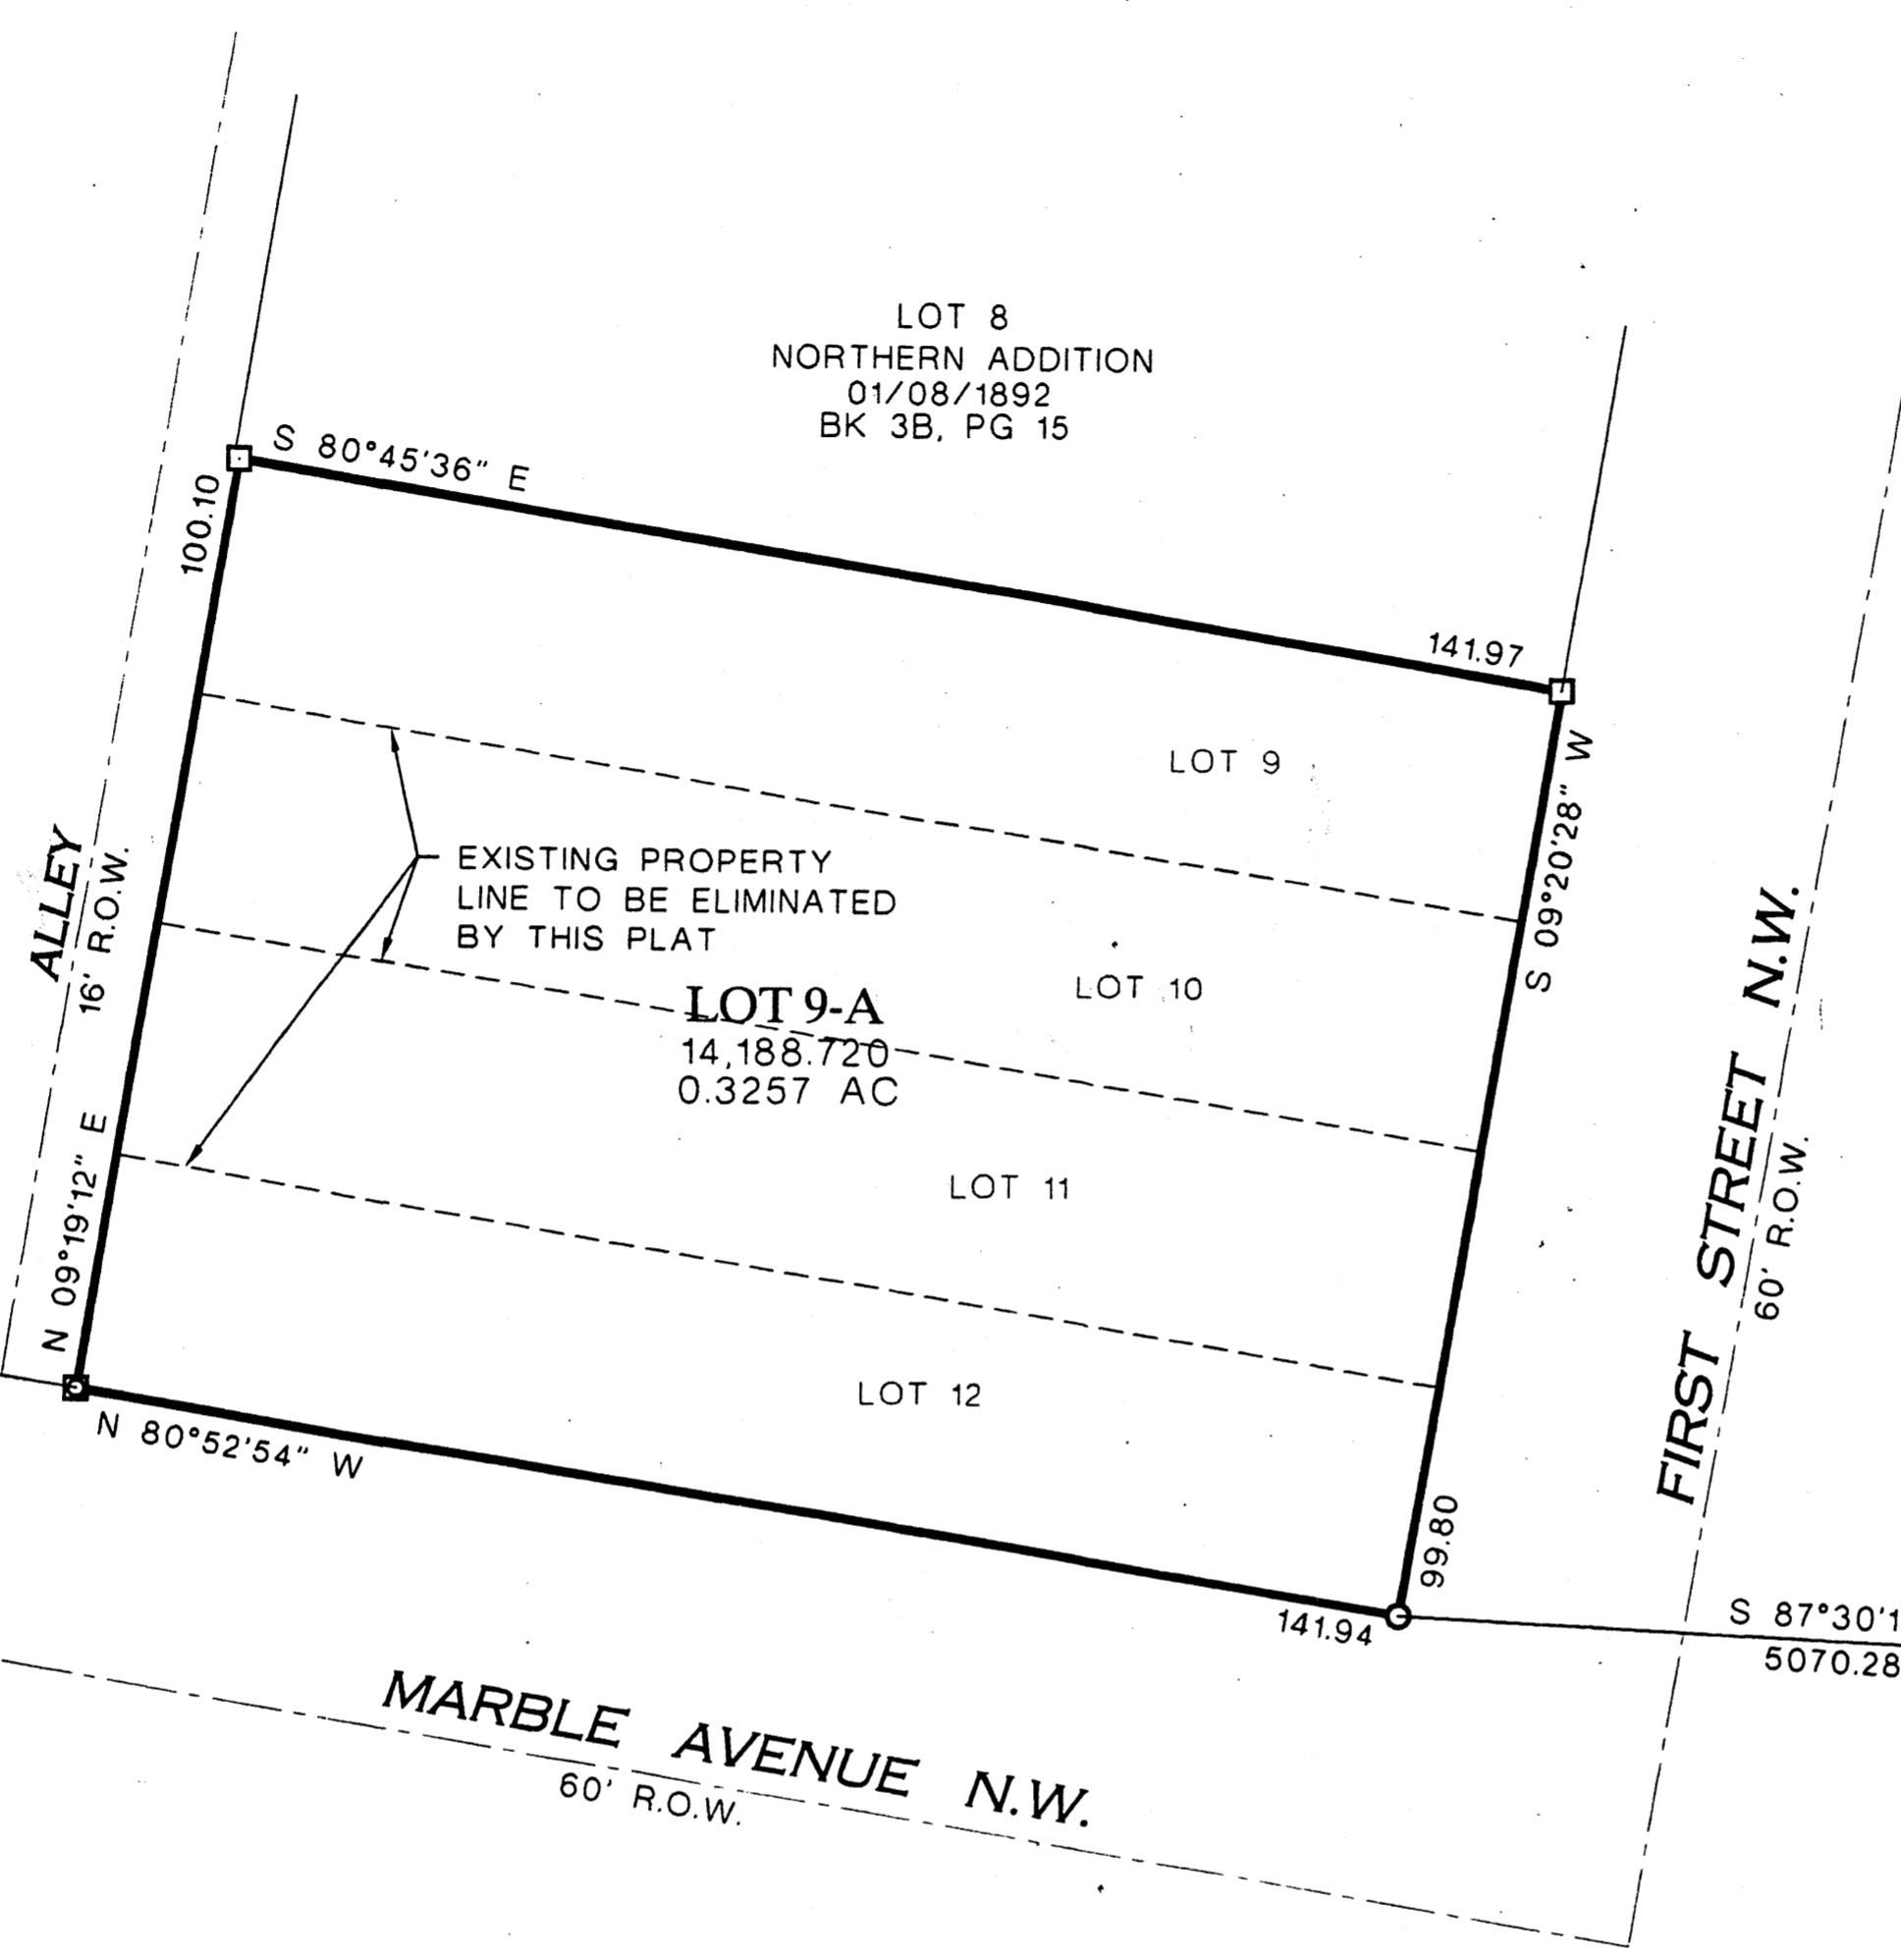 LOT 8
NORTHERN ADDITION
01/08/1892
BK 3B, PG 15
S 80°45'36" E
100.10
141.97
LOT 9
S 09°20'28" W
EXISTING PROPERTY
LINE TO BE ELIMINATED
BY THIS PLAT
ALLEY
16' R.O.W.
LOT 10
LOT 9-A
14,188.720
0.3257 AC
FIRST STREET N.W.
60' R.O.W.
LOT 11
N 09°19'12" E
LOT 12
N 80°52'54" W
99.80
141.94
S 87°30'1
5070.28
MARBLE AVENUE N.W.
60' R.O.W.